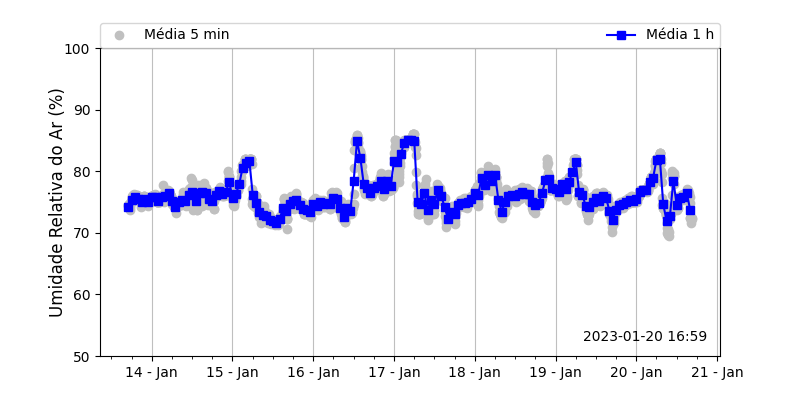 Média 5 min
Média 1 h
Umidade Relativa do Ar (%)
100
90
80
70
60
50
2023-01-20 16:59
14 - Jan
15 - Jan
16 - Jan
17 - Jan
18 - Jan
19 - Jan
20 - Jan
21 - Jan